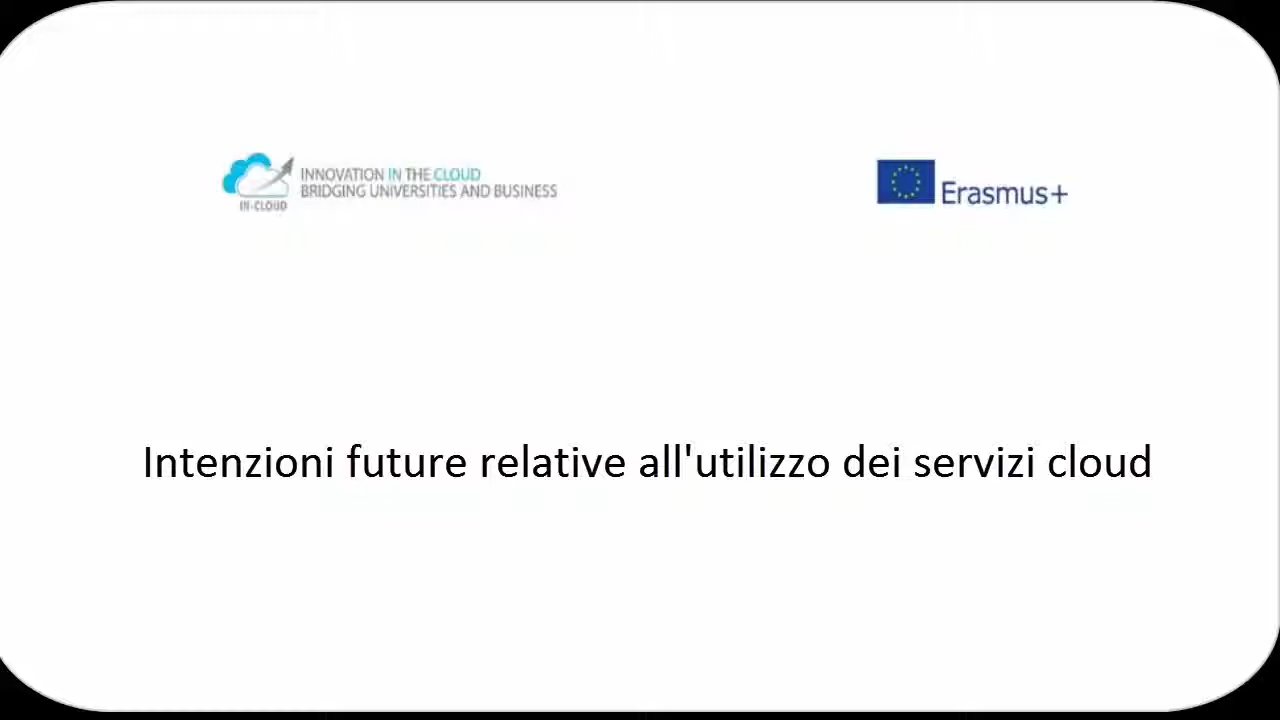 INNOVATION IN THE CLOUD
BRIDGING UNIVERSITIES AND BUSINESS
IN-CLOUD
Erasmus+
Intenzioni future relative all'utilizzo dei servizi cloud